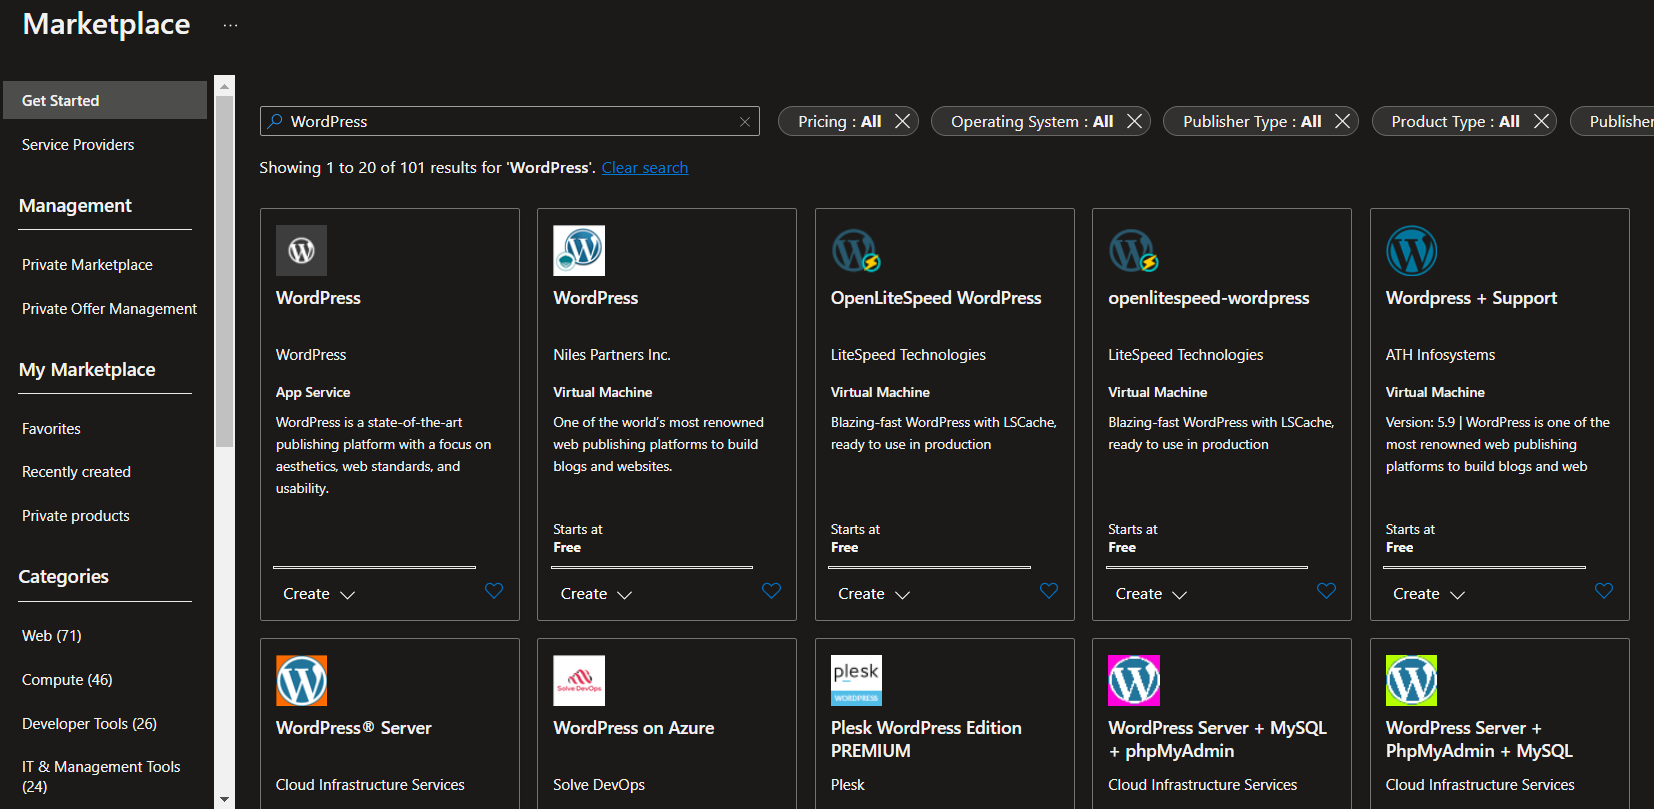 Marketplace ...
Get Started
Service Providers
Management
Private Marketplace
Private Offer Management
My Marketplace
Favorites
Recently created
Private products
Categories
Web (71)
Compute (46)
Developer Tools (26)
IT & Management Tools
(24)
WordPress
Pricing : All
Operating System : All
Publisher Type : All
Product Type : All
Publisher
Showing 1 to 20 of 101 results for 'WordPress'. Clear search
WordPress
WordPress
App Service
WordPress is a state-of-the-art
publishing platform with a focus on
aesthetics, web standards, and
usability.
Create
WordPress
Niles Partners Inc.
Virtual Machine
One of the world’s most renowned
web publishing platforms to build
blogs and websites.
Starts at
Free
Create
OpenLiteSpeed WordPress
LiteSpeed Technologies
Virtual Machine
Blazing-fast WordPress with LSCache,
ready to use in production
Starts at
Free
Create
openlitespeed-wordpress
LiteSpeed Technologies
Virtual Machine
Blazing-fast WordPress with LSCache,
ready to use in production
Starts at
Free
Create
Wordpress + Support
ATH Infosystems
Virtual Machine
Version: 5.9 | WordPress is one of the
most renowned web publishing
platforms to build blogs and web
Starts at
Free
Create
WordPress® Server
Cloud Infrastructure Services
Solve DevOps
WordPress on Azure
Solve DevOps
plesk
WORDPRESS
Plesk WordPress Edition
PREMIUM
Plesk
WordPress Server + MySQL
+ phpMyAdmin
Cloud Infrastructure Services
WordPress Server +
PhpMyAdmin + MySQL
Cloud Infrastructure Services